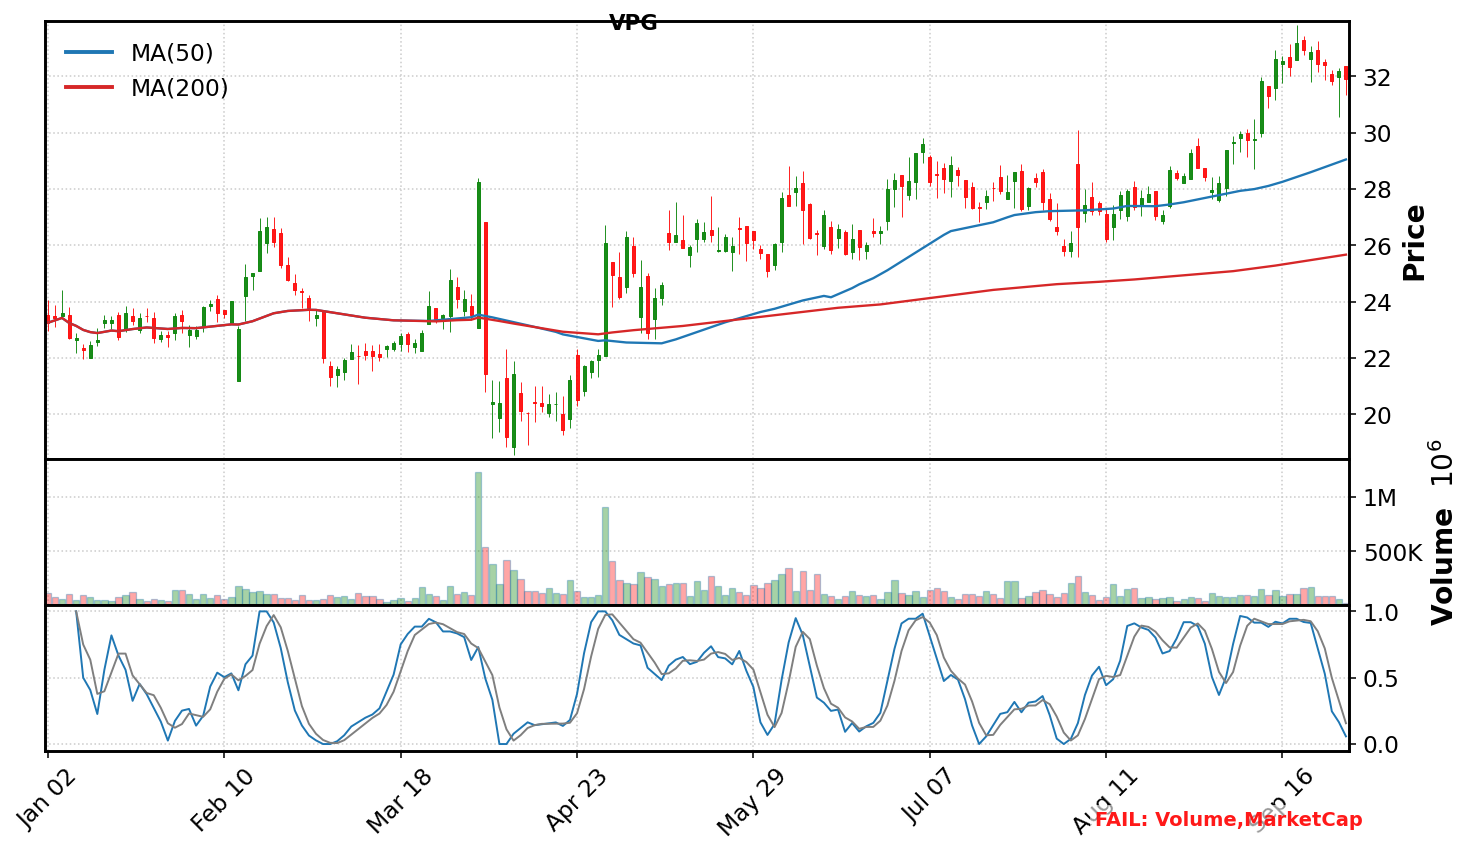 VPG
MA(50)
MA(200)
32
30
28
26
24
22
20
Price
10⁶
1M
500K
Volume
1.0
0.5
0.0
Jan 02
Feb 10
Mar 18
Apr 23
May 29
Jul 07
Aug 11
Sep 16
FAIL: Volume,MarketCap